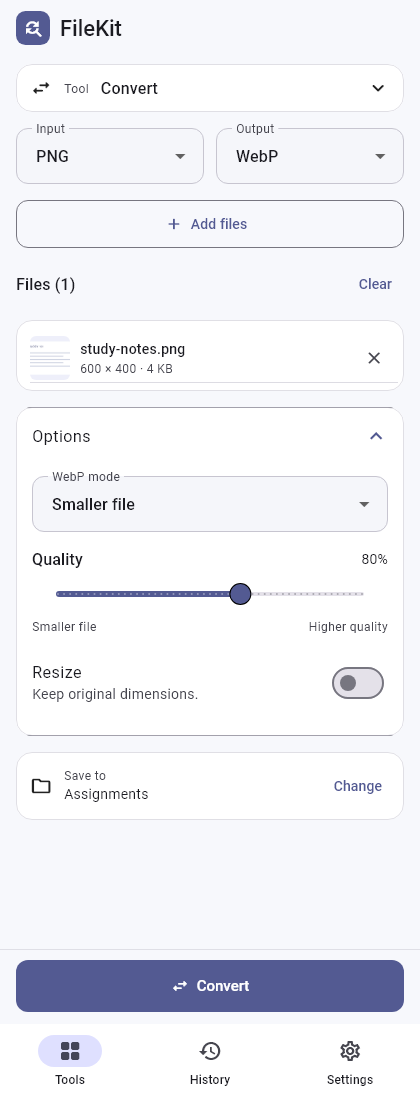 FileKit
Tool Convert
Input
PNG
Output
WebP
Add files
Files (1)
Clear
study-notes.png
600 × 400 · 4 KB
Options
WebP mode
Smaller file
Quality
80%
Smaller file
Higher quality
Resize
Keep original dimensions.
Save to
Assignments
Change
Convert
Tools
History
Settings